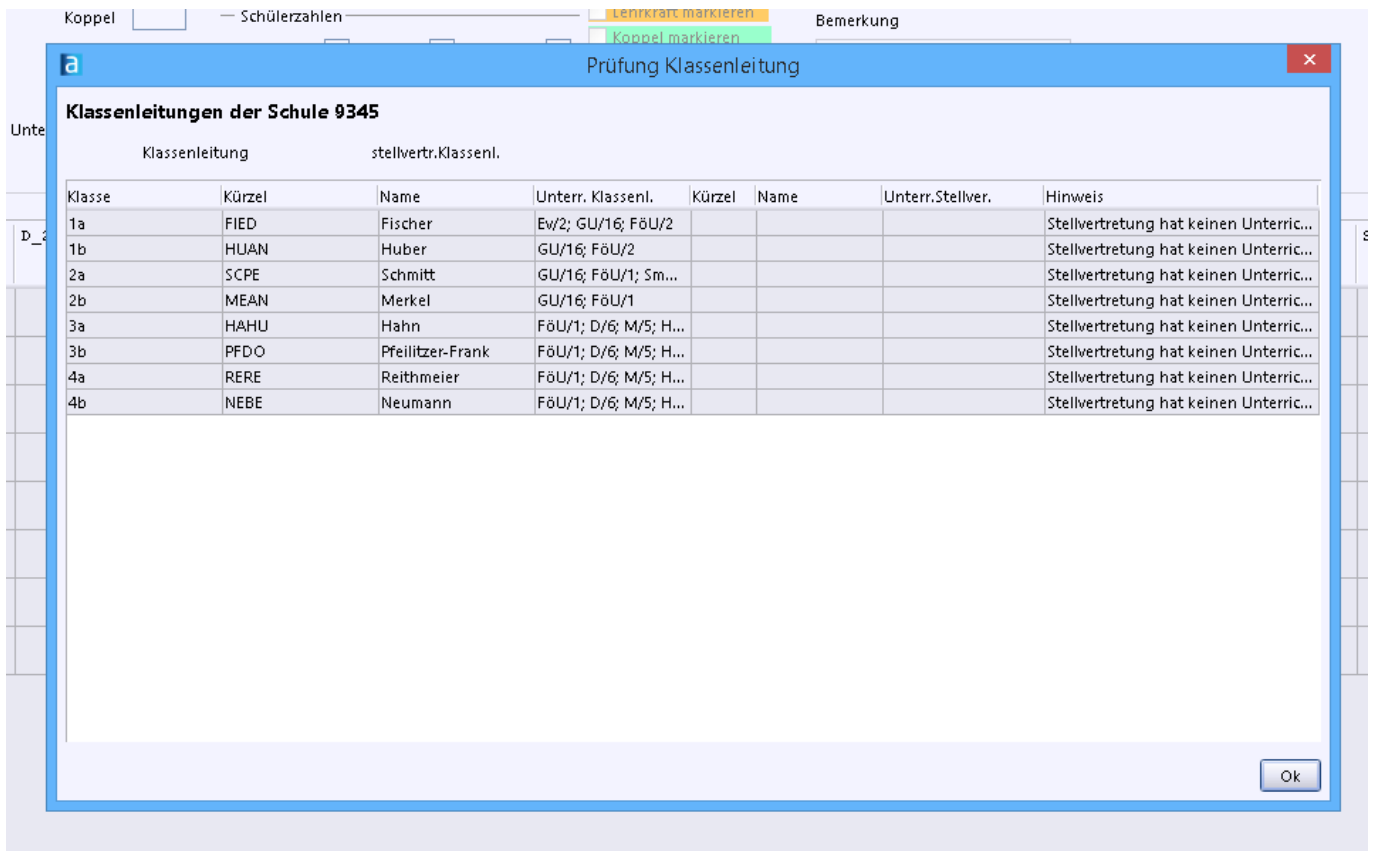 Koppel Schülerzahlen Lehrkraft markieren Bemerkung
Koppel markieren
a Prüfung Klassenleitung
Klassenleitungen der Schule 9345
Unte
Klassenleitung stellvertr.Klassenl.
Klasse Kürzel Name Unterr. Klassenl. Kürzel Name Unterr.Stellver. Hinweis
1a FIED Fischer Ev/2; GU/16; FöU/2 Stellvertretung hat keinen Unterric...
D_2
1b HUAN Huber GU/16; FöU/2 Stellvertretung hat keinen Unterric...
2a SCPE Schmitt GU/16; FöU/1; Sm... Stellvertretung hat keinen Unterric...
2b MEAN Merkel GU/16; FöU/1 Stellvertretung hat keinen Unterric...
3a HAHU Hahn FöU/1; D/6; M/5; H... Stellvertretung hat keinen Unterric...
3b PFDO Pfeilitzer-Frank FöU/1; D/6; M/5; H... Stellvertretung hat keinen Unterric...
4a RERE Reithmeier FöU/1; D/6; M/5; H... Stellvertretung hat keinen Unterric...
4b NEBE Neumann FöU/1; D/6; M/5; H... Stellvertretung hat keinen Unterric...
Ok